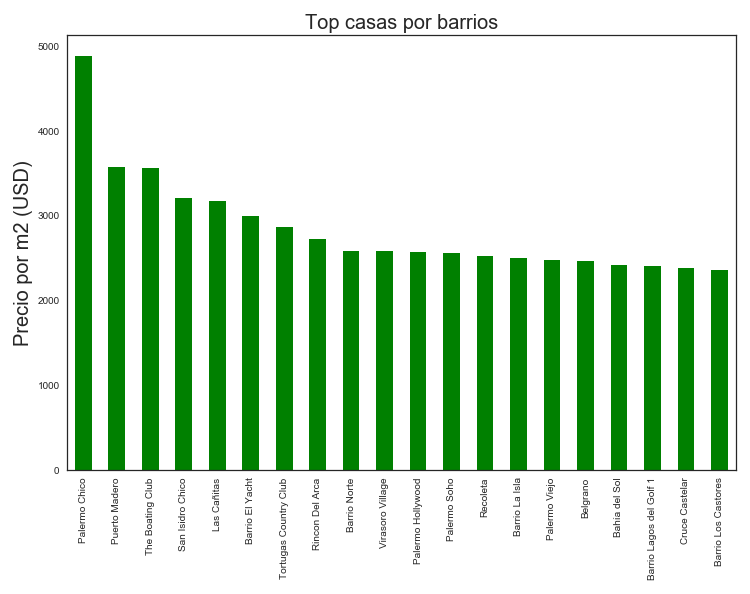 Top casas por barrios
Precio por m2 (USD)
5000
4000
3000
2000
1000
0
Palermo Chico
Puerto Madero
The Boating Club
San Isidro Chico
Las Cañitas
Barrio El Yacht
Tortugas Country Club
Rincon Del Arca
Barrio Norte
Virasoro Village
Palermo Hollywood
Palermo Soho
Recoleta
Barrio La Isla
Palermo Viejo
Belgrano
Bahia del Sol
Barrio Lagos del Golf 1
Cruce Castelar
Barrio Los Castores